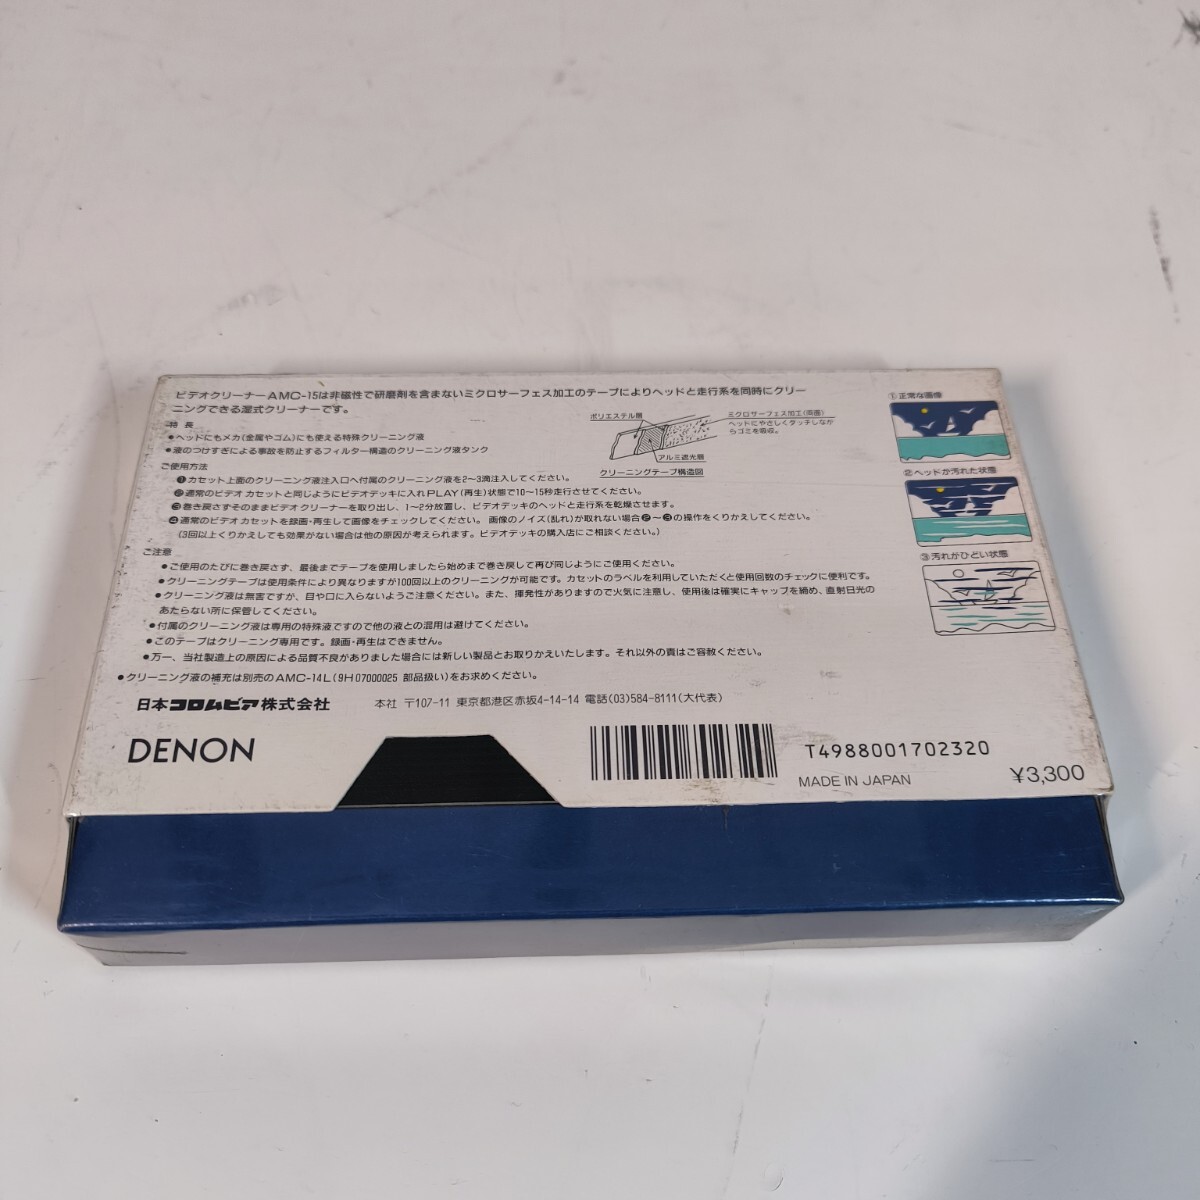 ビデオクリーナーAMC-15は非磁性で研磨剤を含まないミクロサーフェス加工のテープによりヘッドと走行系を同時にクリー
ニングできる湿式クリーナーです。
特 長
●ヘッドにもメカ(金属やゴム)にも使える特殊クリーニング液
●液のつけすぎによる事故を防止するフィルター構造のクリーニング液タンク
ポリエステル層
ミクロサーフェス加工(両面)
ヘッドにやさしくタッチしなが
らゴミを吸収。
アルミ遮光層
クリーニングテープ構造図
ご使用方法
❶カセット上面のクリーニング液注入口へ付属のクリーニング液を2〜3滴注入してください。
❷通常のビデオカセットと同じようにビデオデッキに入れPLAY(再生)状態で10〜15秒走行させてください。
❸巻き戻さずそのままビデオクリーナーを取り出し、1〜2分放置し、ビデオデッキのヘッドと走行系を乾燥させます。
❹通常のビデオカセットを録画・再生して画像をチェックしてください。画像のノイズ(乱れ)が取れない場合❷〜❸の操作をくりかえしてください。
(3回以上くりかえしても効果がない場合は他の原因が考えられます。ビデオデッキの購入店にご相談ください。)
ご注意
●ご使用のたびに巻き戻さず、最後までテープを使用しましたら始めまで巻き戻して再び同じようにご使用ください。
●クリーニングテープは使用条件により異なりますが100回以上のクリーニングが可能です。カセットのラベルを利用していただくと使用回数のチェックに便利です。
●クリーニング液は無害ですが、目や口に入らないようご注意ください。また、揮発性がありますので火気に注意し、使用後は確実にキャップを締め、直射日光の
あたらない所に保管してください。
●付属のクリーニング液は専用の特殊液ですので他の液との混用は避けてください。
●このテープはクリーニング専用です。録画・再生はできません。
●万一、当社製造上の原因による品質不良がありました場合には新しい製品とお取りかえいたします。それ以外の責はご容赦ください。
●クリーニング液の補充は別売のAMC-14L(9H07000025 部品扱い)をお求めください。
①正常な画像
②ヘッドが汚れた状態
③汚れがひどい状態
日本コロムビア株式会社 本社 〒107-11 東京都港区赤坂4-14-14 電話(03)584-8111(大代表)
DENON
T4988001702320
MADE IN JAPAN
¥3,300